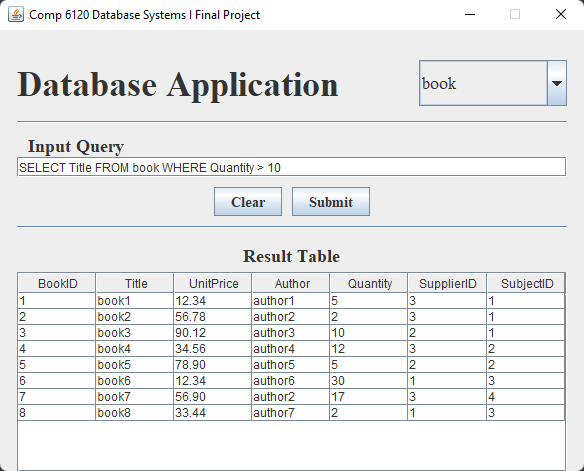 Comp 6120 Database Systems I Final Project
Database Application
book
Input Query
SELECT Title FROM book WHERE Quantity > 10
Clear Submit
Result Table
BookID Title UnitPrice Author Quantity SupplierID SubjectID
1 book1 12.34 author1 5 3 1
2 book2 56.78 author2 2 3 1
3 book3 90.12 author3 10 2 1
4 book4 34.56 author4 12 3 2
5 book5 78.90 author5 5 2 2
6 book6 12.34 author6 30 1 3
7 book7 56.90 author2 17 3 4
8 book8 33.44 author7 2 1 3